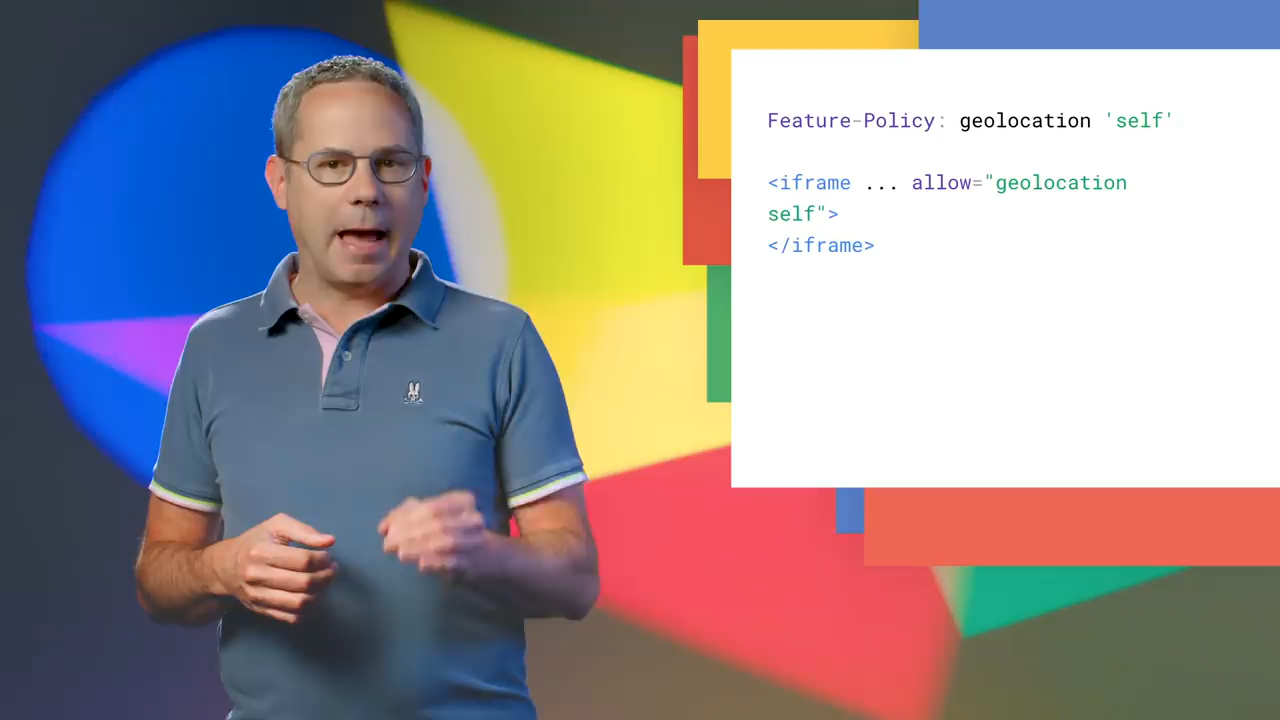 Feature-Policy: geolocation 'self'
<iframe ... allow="geolocation
self">
</iframe>